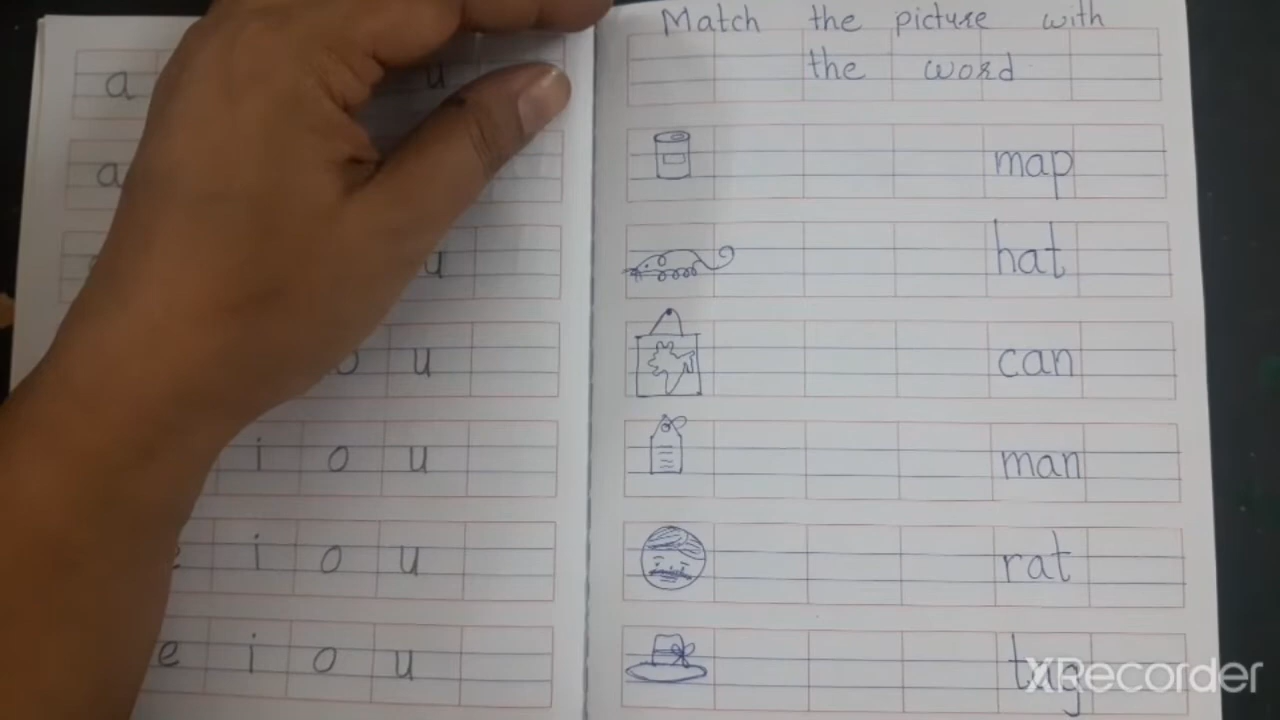 a u
a
u
o u
i o u
e i o u
e i o u
Match the picture with
the word
map
hat
can
man
rat
XRecorder